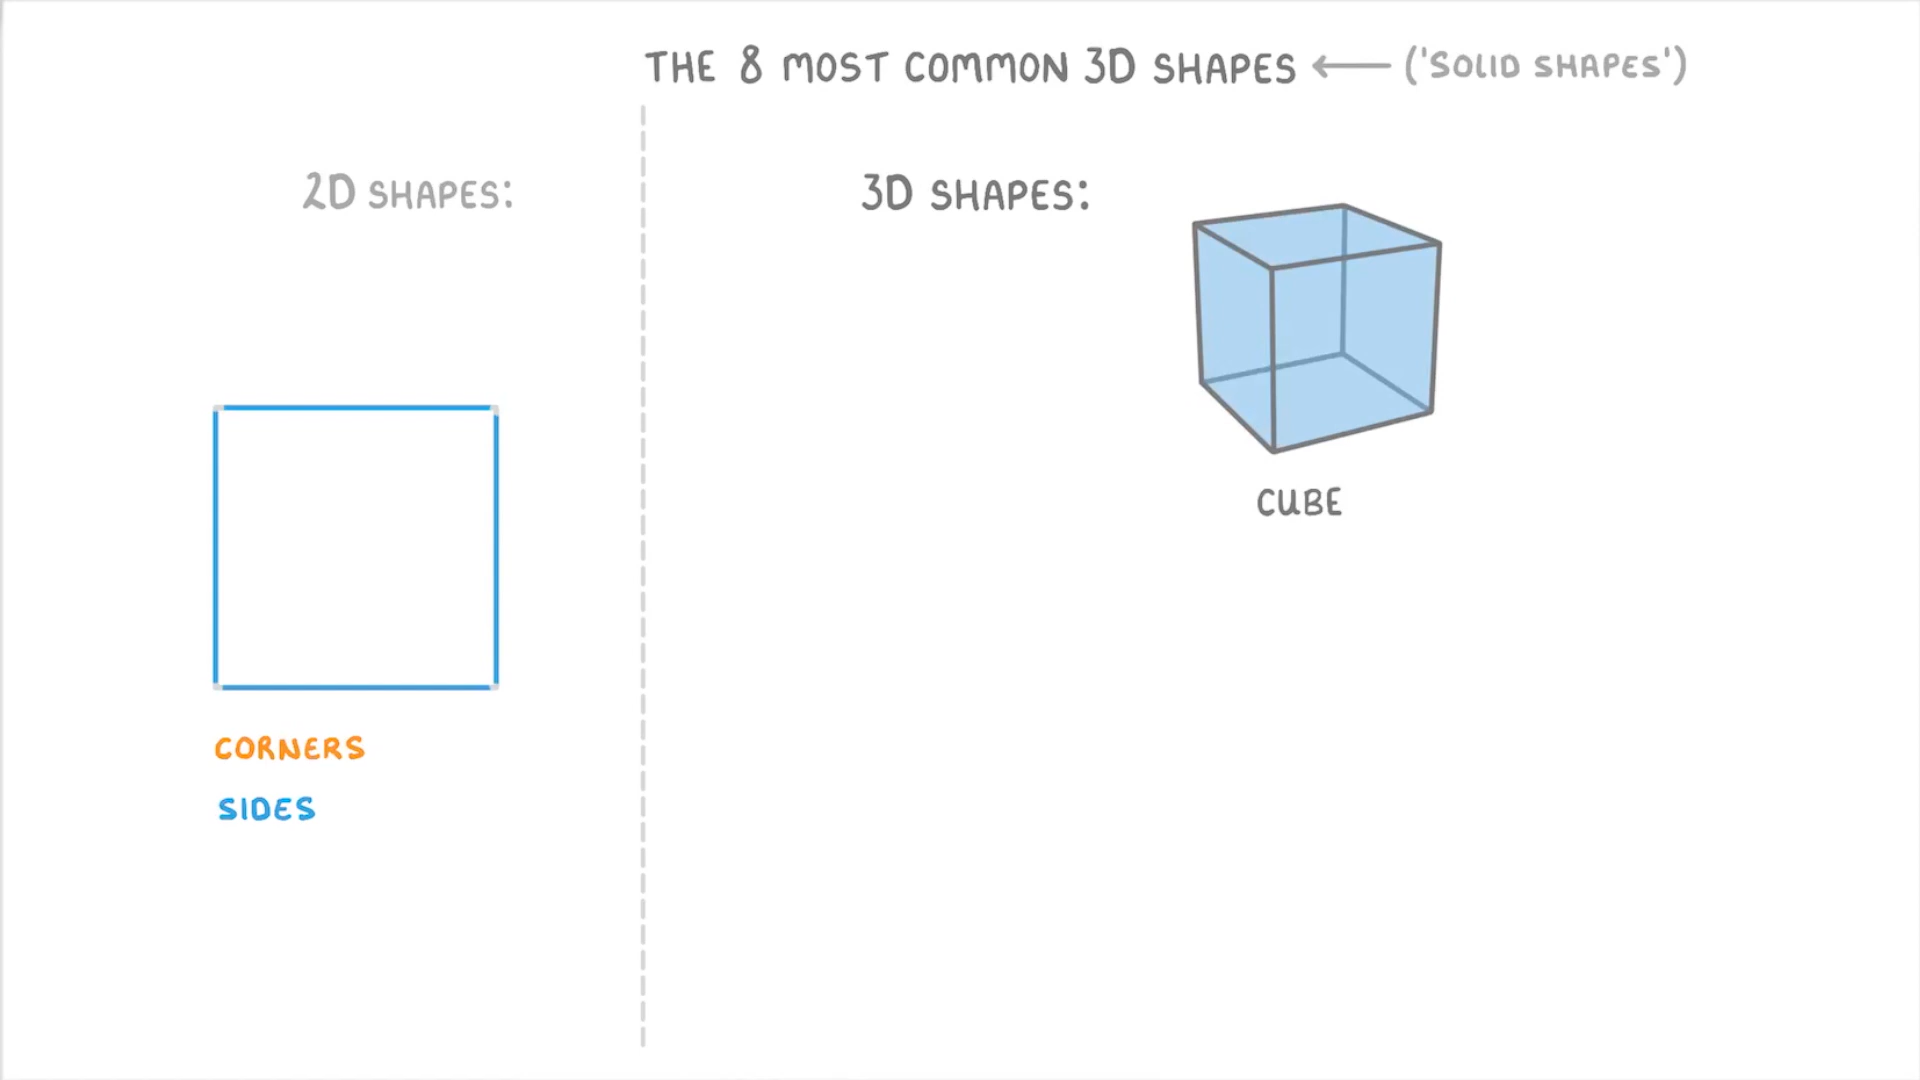 THE 8 MOST COMMON 3D SHAPES ← ('SOLID SHAPES')
2D SHAPES:
3D SHAPES:
CUBE
CORNERS
SIDES